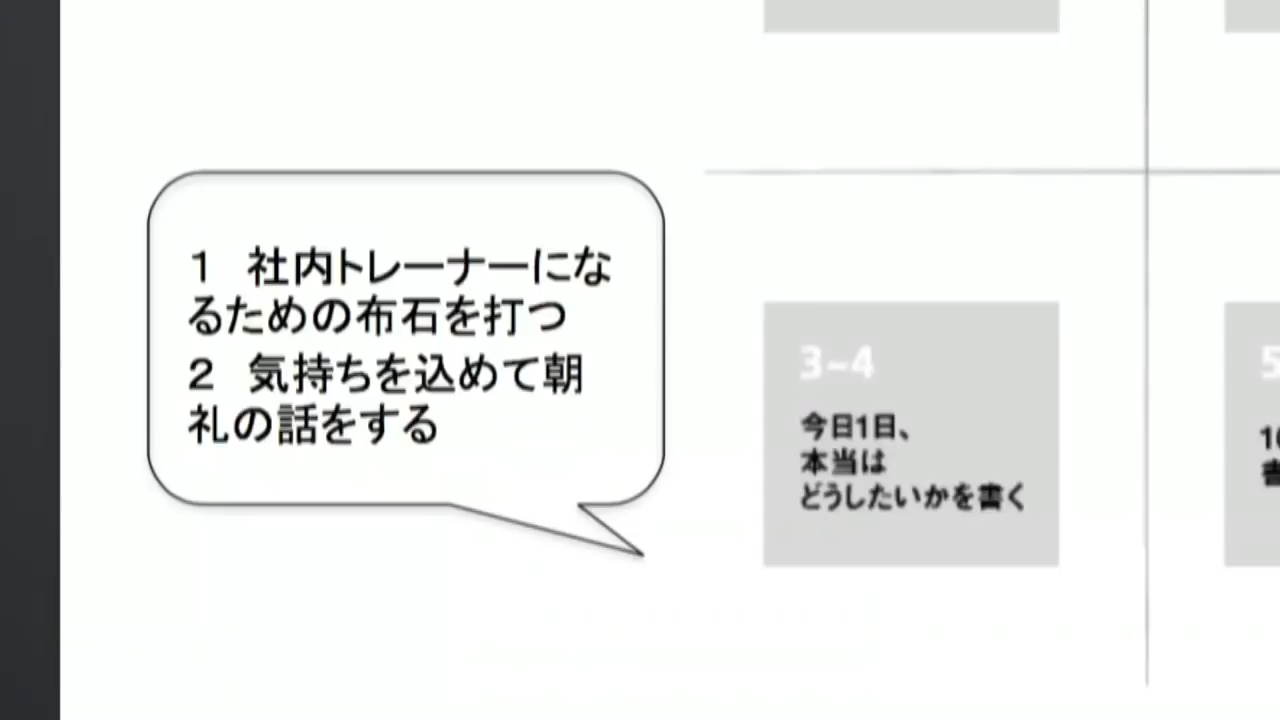 １　社内トレーナーにな
るための布石を打つ
２　気持ちを込めて朝
礼の話をする
3-4
今日1日、
本当は
どうしたいかを書く